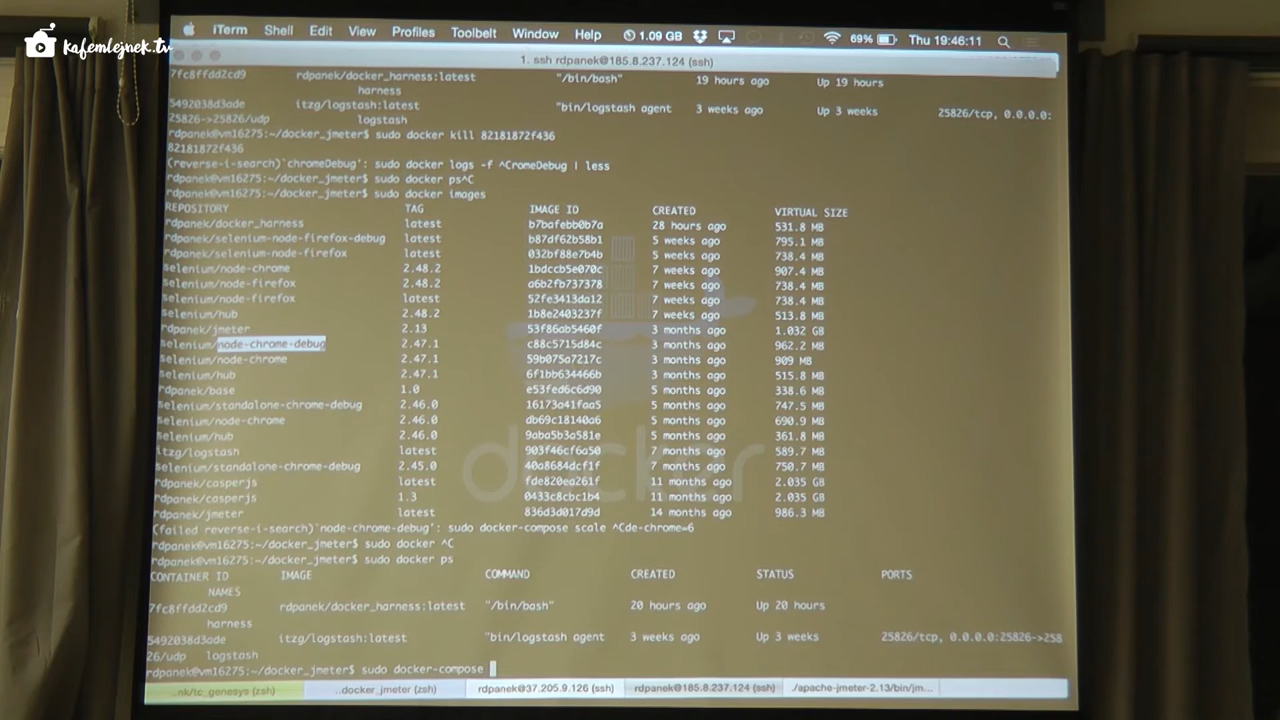 kafemlejnek.tv
iTerm Shell Edit View Profiles Toolbelt Window Help 1.09 GB 69% Thu 19:46:11
1. ssh rdpanek@185.8.237.124 (ssh)
7fc8ffdd2cd9 rdpanek/docker_harness:latest "/bin/bash" 19 hours ago Up 19 hours
harness
5492038d3ade itzg/logstash:latest "bin/logstash agent 3 weeks ago Up 3 weeks 25826/tcp, 0.0.0.0:
25826->25826/udp logstash
rdpanek@vm16275:~/docker_jmeter$ sudo docker kill 82181872f436
82181872f436
(reverse-i-search)`chromeDebug': sudo docker logs -f ^CromeDebug | less
rdpanek@vm16275:~/docker_jmeter$ sudo docker ps^C
rdpanek@vm16275:~/docker_jmeter$ sudo docker images
REPOSITORY TAG IMAGE ID CREATED VIRTUAL SIZE
rdpanek/docker_harness latest b7bafebb0b7a 28 hours ago 531.8 MB
rdpanek/selenium-node-firefox-debug latest b87df62b58b1 5 weeks ago 795.1 MB
rdpanek/selenium-node-firefox latest 032bf88e7b4b 5 weeks ago 738.4 MB
selenium/node-chrome 2.48.2 1bdccb5e070c 7 weeks ago 907.4 MB
selenium/node-firefox 2.48.2 a6b2fb737378 7 weeks ago 738.4 MB
selenium/node-firefox latest 52fe3413da12 7 weeks ago 738.4 MB
selenium/hub 2.48.2 1b8e2403237f 7 weeks ago 513.8 MB
rdpanek/jmeter 2.13 53f86ab5460f 3 months ago 1.032 GB
selenium/node-chrome-debug 2.47.1 c88c5715d84c 3 months ago 962.2 MB
selenium/node-chrome 2.47.1 59b075a7217c 3 months ago 909 MB
selenium/hub 2.47.1 6f1bb634466b 3 months ago 515.8 MB
rdpanek/base 1.0 e53fed6c6d90 5 months ago 338.6 MB
selenium/standalone-chrome-debug 2.46.0 16173a41faa5 5 months ago 747.5 MB
selenium/node-chrome 2.46.0 db69c18140a6 5 months ago 690.9 MB
selenium/hub 2.46.0 9aba5b3a581e 5 months ago 361.8 MB
itzg/logstash latest 903f46cf6a50 7 months ago 589.7 MB
selenium/standalone-chrome-debug 2.45.0 40a8684dcf1f 7 months ago 750.7 MB
rdpanek/casperjs latest fde820ea261f 11 months ago 2.035 GB
rdpanek/casperjs 1.3 0433c8cbc1b4 11 months ago 2.035 GB
rdpanek/jmeter latest 836d3d017d9d 14 months ago 986.3 MB
docker
(failed reverse-i-search)`node-chrome-debug': sudo docker-compose scale ^Cde-chrome=6
rdpanek@vm16275:~/docker_jmeter$ sudo docker ^C
rdpanek@vm16275:~/docker_jmeter$ sudo docker ps
CONTAINER ID IMAGE COMMAND CREATED STATUS PORTS
NAMES
7fc8ffdd2cd9 rdpanek/docker_harness:latest "/bin/bash" 20 hours ago Up 20 hours
harness
5492038d3ade itzg/logstash:latest "bin/logstash agent 3 weeks ago Up 3 weeks 25826/tcp, 0.0.0.0:25826->258
26/udp logstash
rdpanek@vm16275:~/docker_jmeter$ sudo docker-compose
..nk/tc_genesys (zsh) ..docker_jmeter (zsh) rdpanek@37.205.9.126 (ssh) rdpanek@185.8.237.124 (ssh) ./apache-jmeter-2.13/bin/jm...